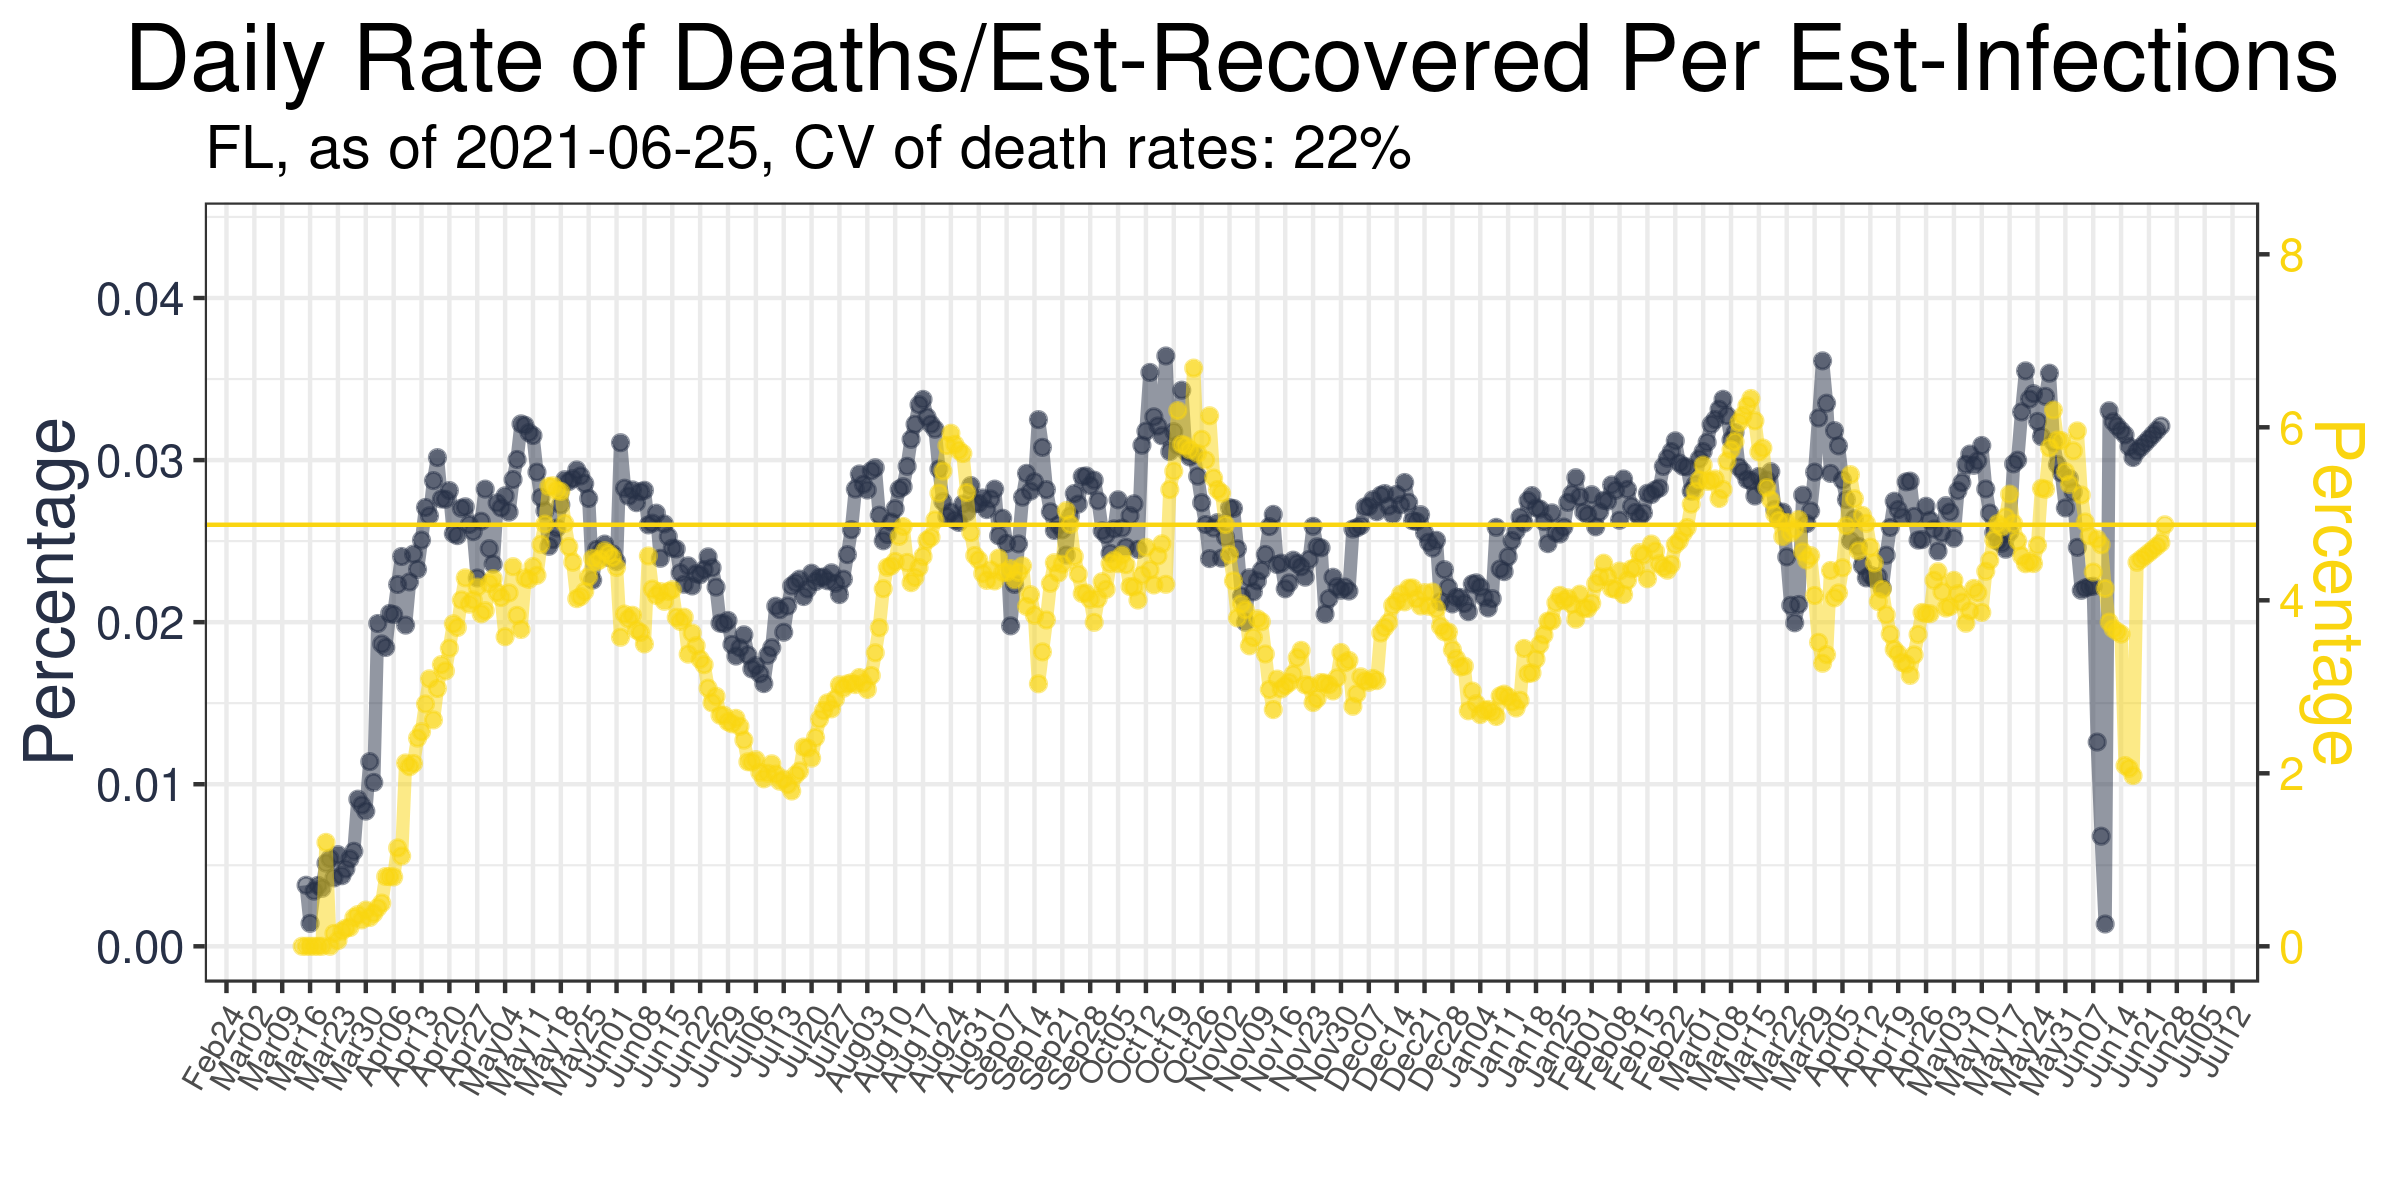 Daily Rate of Deaths/Est-Recovered Per Est-Infections
FL, as of 2021-06-25, CV of death rates: 22%
Percentage
0.04
0.03
0.02
0.01
0.00
8
6
4
2
0
Percentage
Feb24
Mar02
Mar09
Mar16
Mar23
Mar30
Apr06
Apr13
Apr20
Apr27
May04
May11
May18
May25
Jun01
Jun08
Jun15
Jun22
Jun29
Jul06
Jul13
Jul20
Jul27
Aug03
Aug10
Aug17
Aug24
Aug31
Sep07
Sep14
Sep21
Sep28
Oct05
Oct12
Oct19
Oct26
Nov02
Nov09
Nov16
Nov23
Nov30
Dec07
Dec14
Dec21
Dec28
Jan04
Jan11
Jan18
Jan25
Feb01
Feb08
Feb15
Feb22
Mar01
Mar08
Mar15
Mar22
Mar29
Apr05
Apr12
Apr19
Apr26
May03
May10
May17
May24
May31
Jun07
Jun14
Jun21
Jun28
Jul05
Jul12